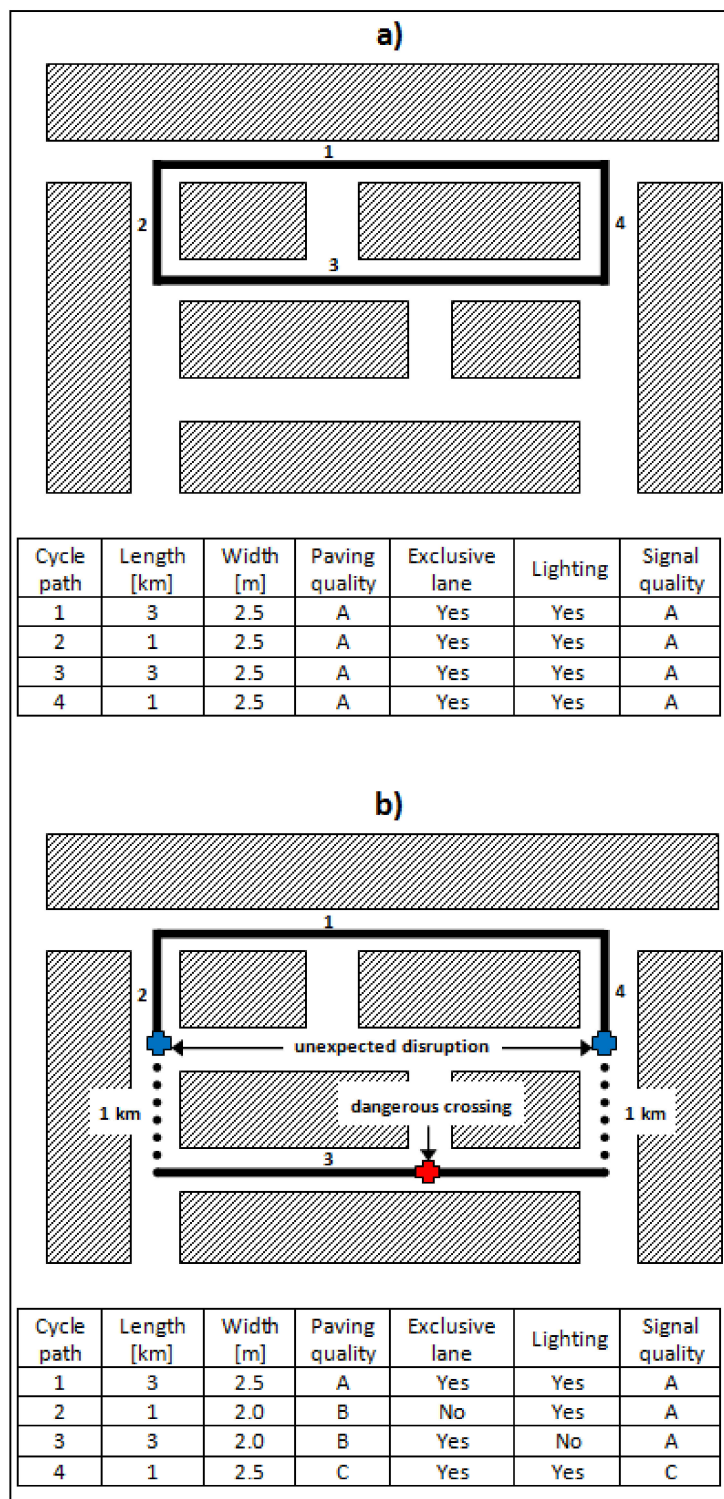 a)
1
2
4
3
Cycle path Length [km] Width [m] Paving quality Exclusive lane Lighting Signal quality
1 3 2.5 A Yes Yes A
2 1 2.5 A Yes Yes A
3 3 2.5 A Yes Yes A
4 1 2.5 A Yes Yes A
b)
1
2
4
unexpected disruption
dangerous crossing
1 km
1 km
3
Cycle path Length [km] Width [m] Paving quality Exclusive lane Lighting Signal quality
1 3 2.5 A Yes Yes A
2 1 2.0 B No Yes A
3 3 2.0 B Yes No A
4 1 2.5 C Yes Yes C